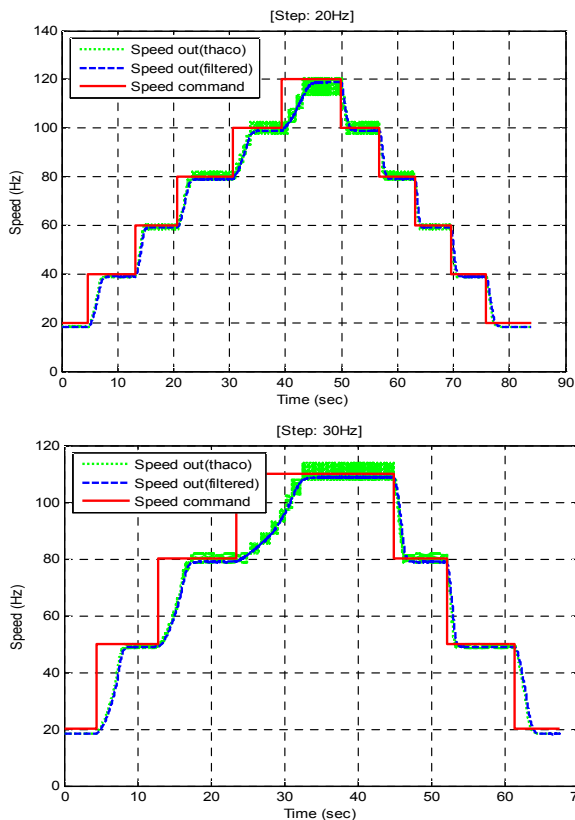 [Step: 20Hz]
140
120
100
80
60
40
20
0
Speed (Hz)
Speed out(thaco)
Speed out(filtered)
Speed command
0 10 20 30 40 50 60 70 80 90
Time (sec)
[Step: 30Hz]
120
100
80
60
40
20
0
Speed (Hz)
Speed out(thaco)
Speed out(filtered)
Speed command
0 10 20 30 40 50 60 70
Time (sec)